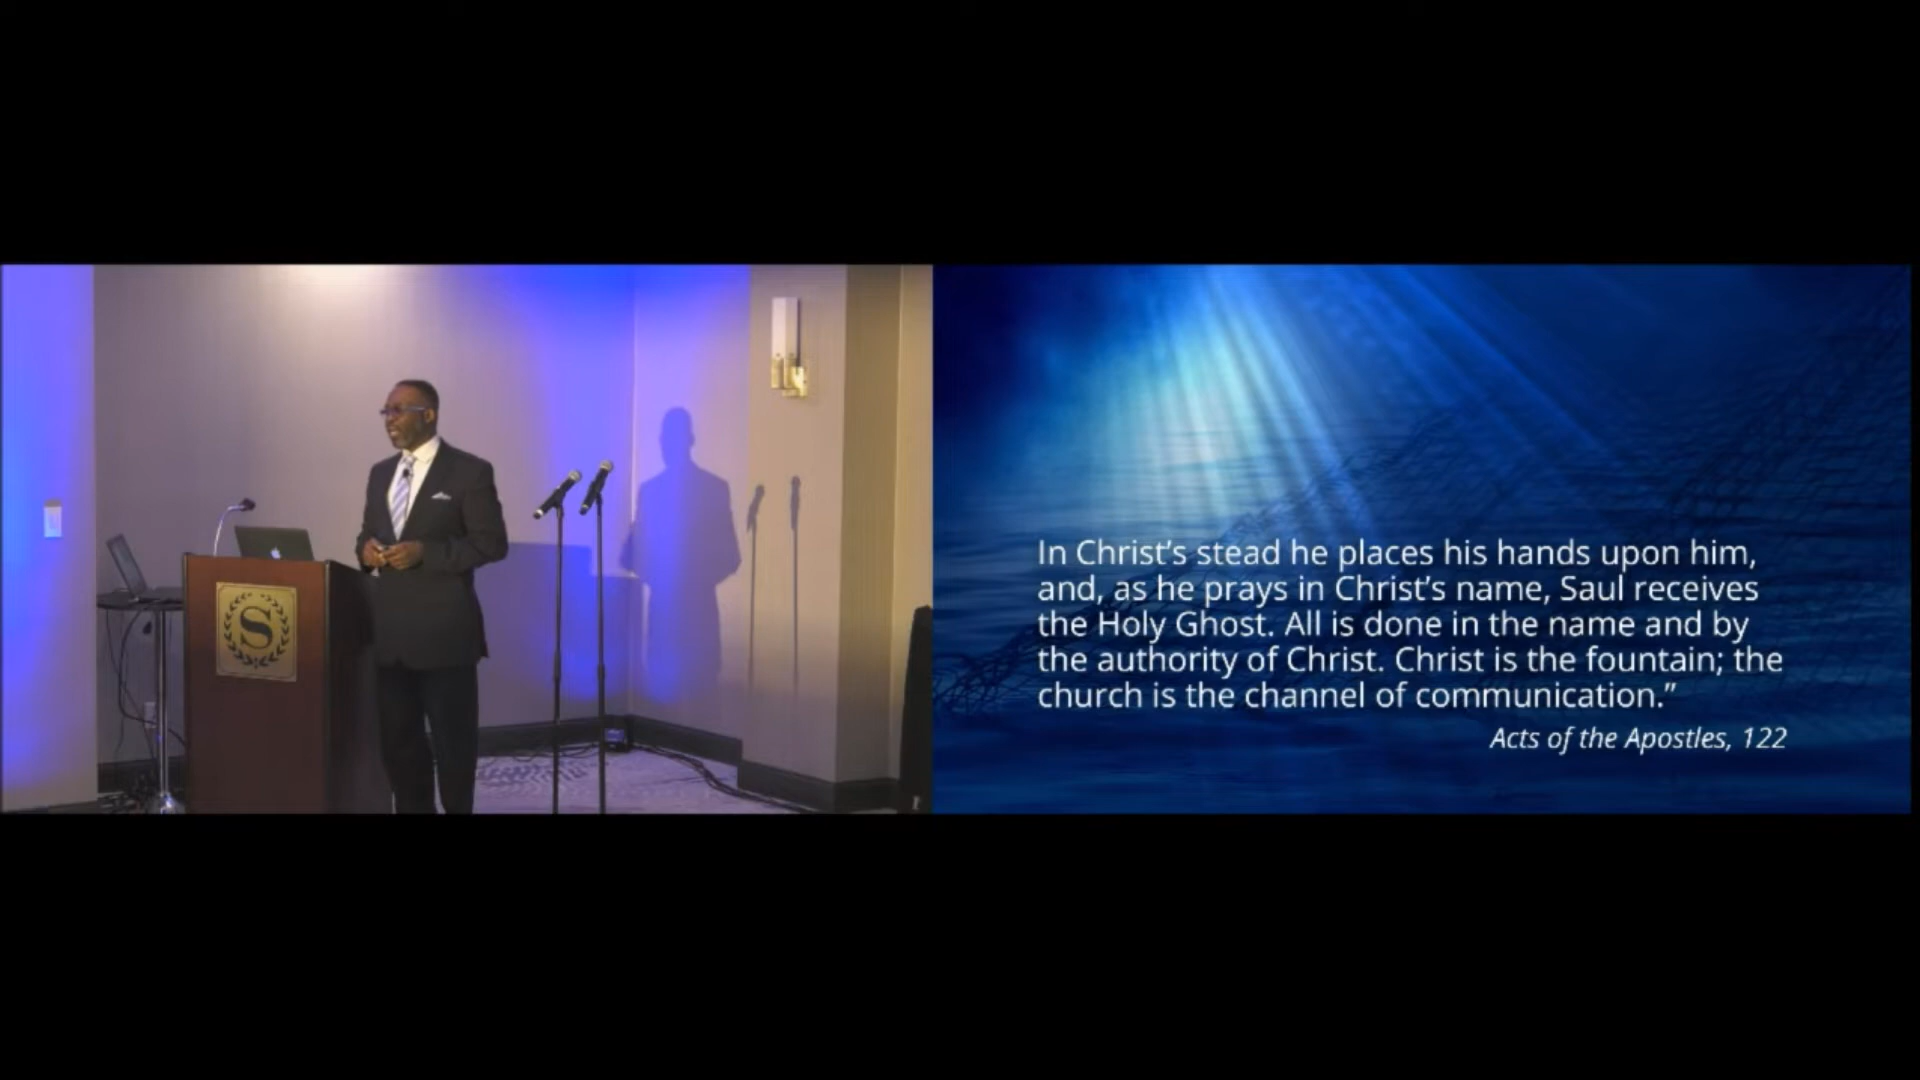 S
In Christ's stead he places his hands upon him,
and, as he prays in Christ's name, Saul receives
the Holy Ghost. All is done in the name and by
the authority of Christ. Christ is the fountain; the
church is the channel of communication.”
Acts of the Apostles, 122